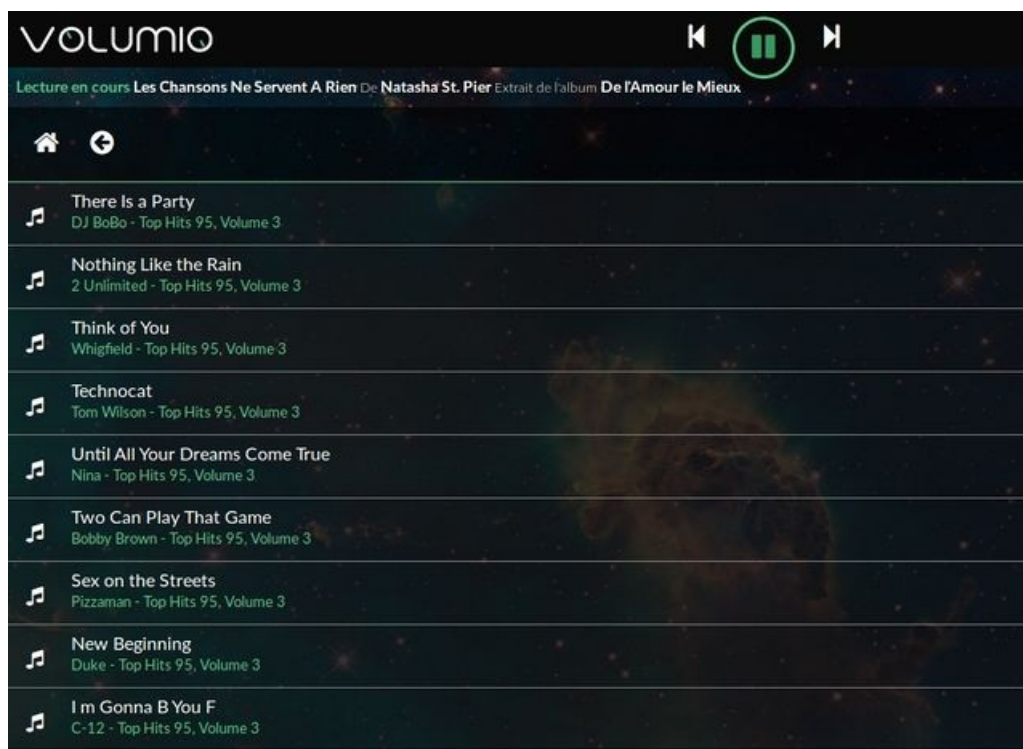 VOLUMIO
Lecture en cours Les Chansons Ne Servent A Rien De Natasha St. Pier Extrait de l'album De l'Amour le Mieux
There Is a Party
DJ BoBo - Top Hits 95, Volume 3
Nothing Like the Rain
2 Unlimited - Top Hits 95, Volume 3
Think of You
Whigfield - Top Hits 95, Volume 3
Technocat
Tom Wilson - Top Hits 95, Volume 3
Until All Your Dreams Come True
Nina - Top Hits 95, Volume 3
Two Can Play That Game
Bobby Brown - Top Hits 95, Volume 3
Sex on the Streets
Pizzaman - Top Hits 95, Volume 3
New Beginning
Duke - Top Hits 95, Volume 3
I m Gonna B You F
C-12 - Top Hits 95, Volume 3